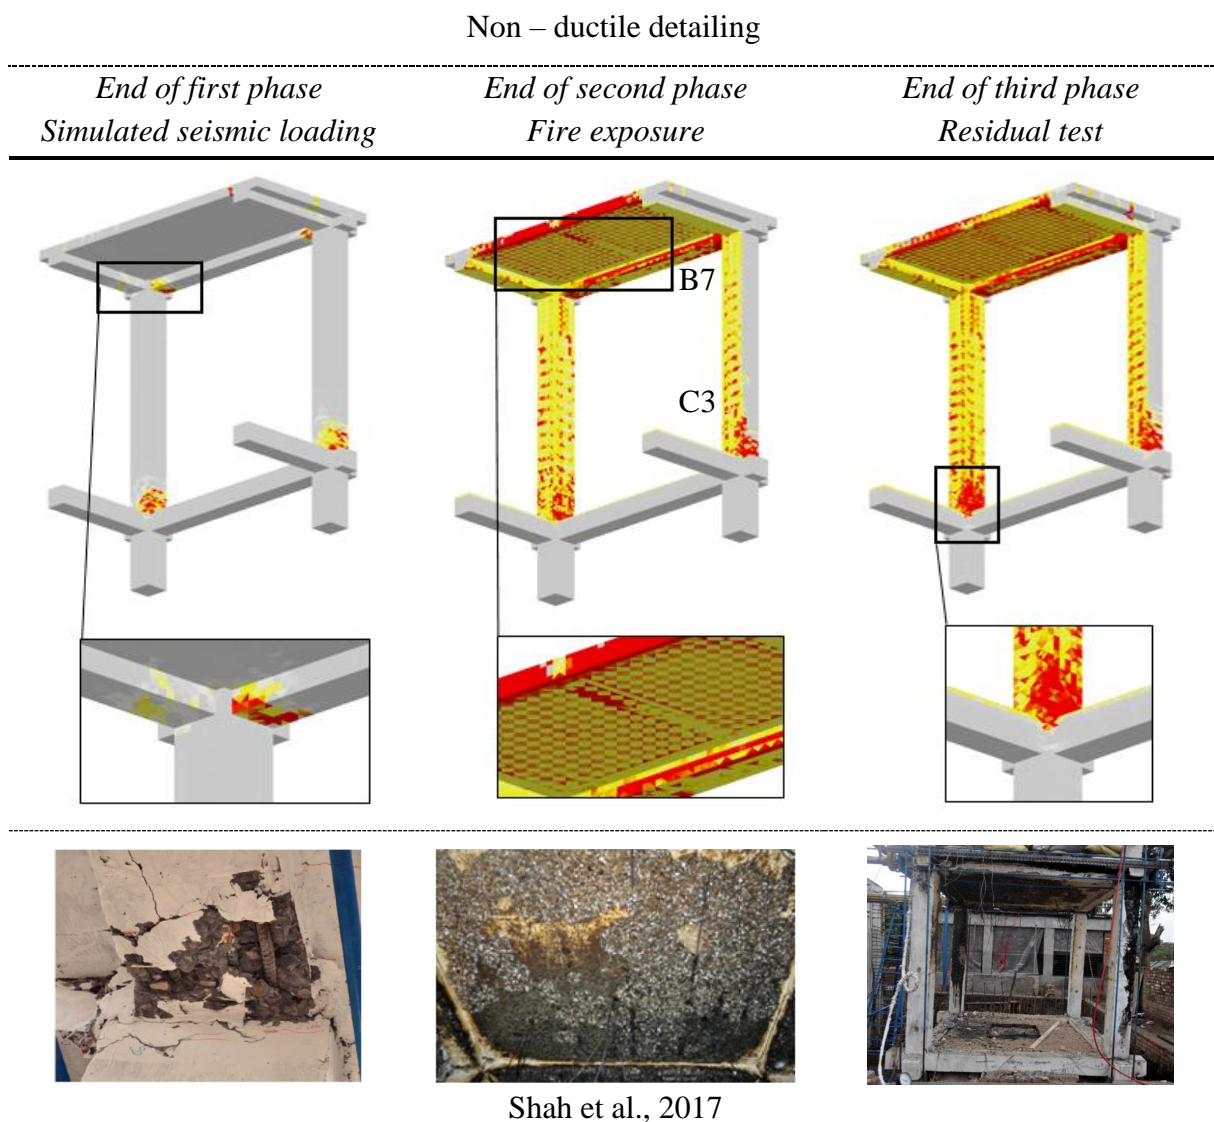 Non – ductile detailing
End of first phase
Simulated seismic loading
End of second phase
Fire exposure
End of third phase
Residual test
B7
C3
Shah et al., 2017